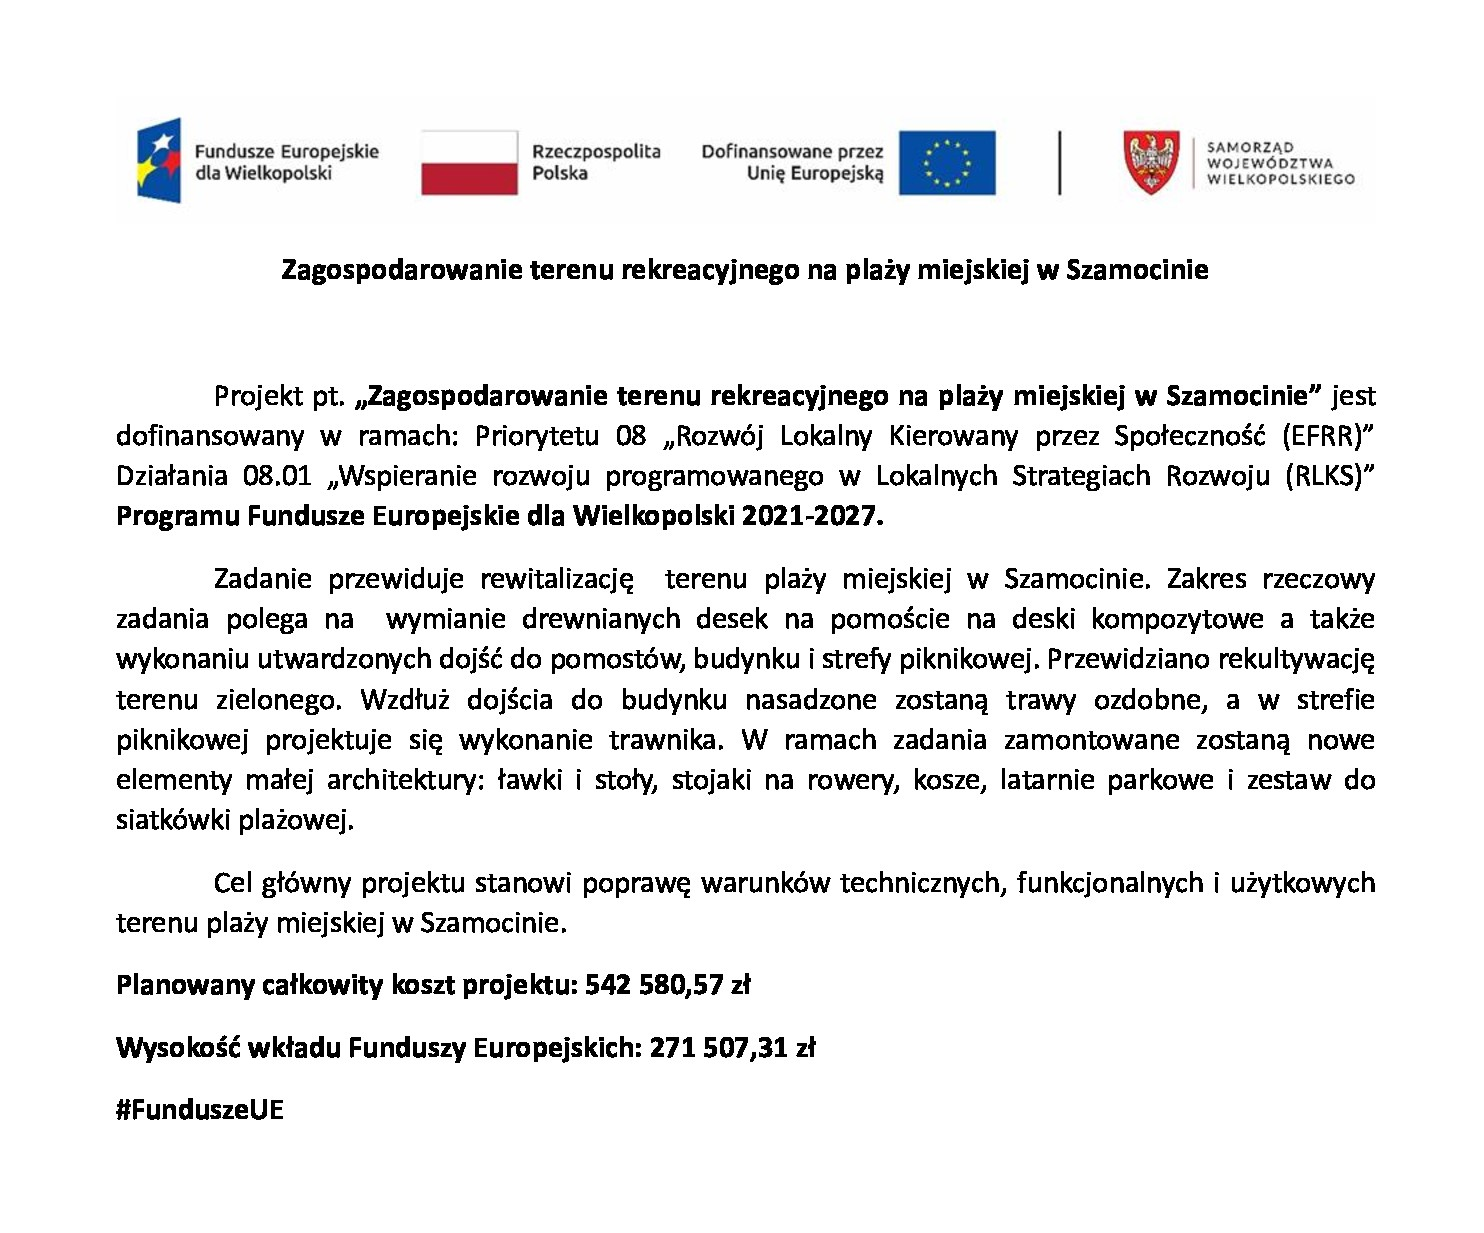 Fundusze Europejskie
dla Wielkopolski
Rzeczpospolita
Polska
Dofinansowane przez
Unię Europejską
SAMORZĄD
WOJEWÓDZTWA
WIELKOPOLSKIEGO
Zagospodarowanie terenu rekreacyjnego na plaży miejskiej w Szamocinie
Projekt pt. „Zagospodarowanie terenu rekreacyjnego na plaży miejskiej w Szamocinie” jest
dofinansowany w ramach: Priorytetu 08 „Rozwój Lokalny Kierowany przez Społeczność (EFRR)”
Działania 08.01 „Wspieranie rozwoju programowanego w Lokalnych Strategiach Rozwoju (RLKS)”
Programu Fundusze Europejskie dla Wielkopolski 2021-2027.
Zadanie przewiduje rewitalizację terenu plaży miejskiej w Szamocinie. Zakres rzeczowy
zadania polega na wymianie drewnianych desek na pomoście na deski kompozytowe a także
wykonaniu utwardzonych dojść do pomostów, budynku i strefy piknikowej. Przewidziano rekultywację
terenu zielonego. Wzdłuż dojścia do budynku nasadzone zostaną trawy ozdobne, a w strefie
piknikowej projektuje się wykonanie trawnika. W ramach zadania zamontowane zostaną nowe
elementy małej architektury: ławki i stoły, stojaki na rowery, kosze, latarnie parkowe i zestaw do
siatkówki plażowej.
Cel główny projektu stanowi poprawę warunków technicznych, funkcjonalnych i użytkowych
terenu plaży miejskiej w Szamocinie.
Planowany całkowity koszt projektu: 542 580,57 zł
Wysokość wkładu Funduszy Europejskich: 271 507,31 zł
#FunduszeUE